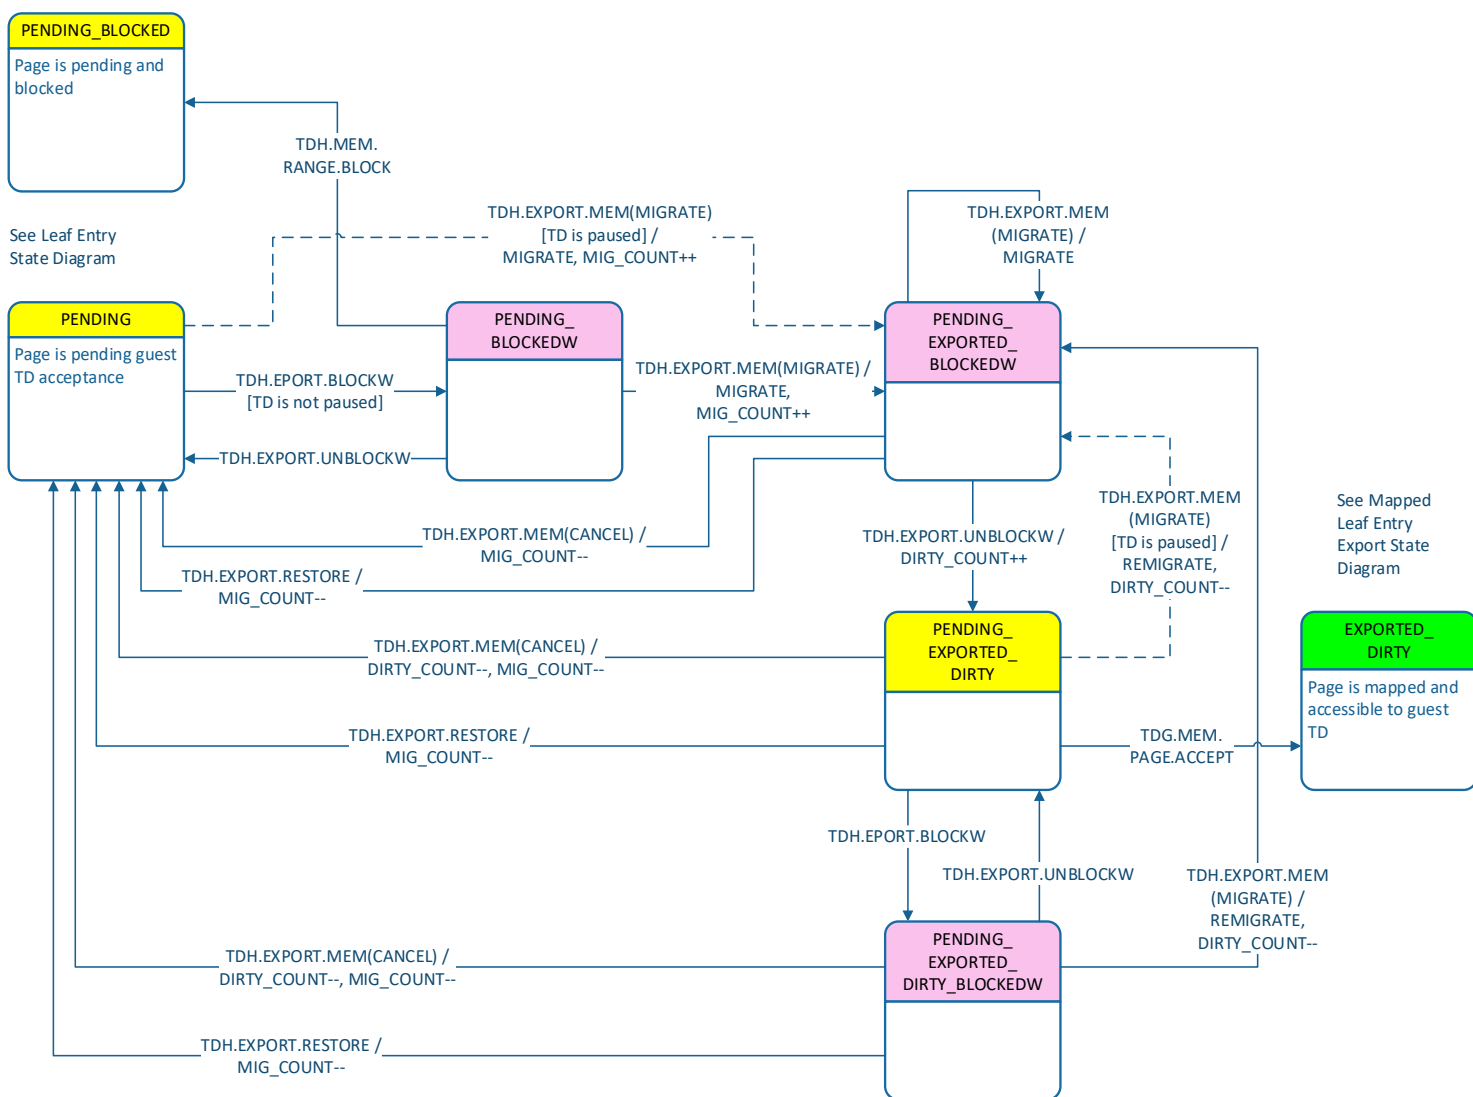 PENDING_BLOCKED
Page is pending and
blocked
TDH.MEM.
RANGE.BLOCK
See Leaf Entry
State Diagram
TDH.EXPORT.MEM(MIGRATE)
[TD is paused] /
MIGRATE, MIG_COUNT++
TDH.EXPORT.MEM
(MIGRATE) /
MIGRATE
PENDING
Page is pending guest
TD acceptance
PENDING_
BLOCKEDW
PENDING_
EXPORTED_
BLOCKEDW
TDH.EPORT.BLOCKW
[TD is not paused]
TDH.EXPORT.MEM(MIGRATE) /
MIGRATE,
MIG_COUNT++
TDH.EXPORT.UNBLOCKW
TDH.EXPORT.MEM(CANCEL) /
MIG_COUNT--
TDH.EXPORT.UNBLOCKW /
DIRTY_COUNT++
TDH.EXPORT.MEM
(MIGRATE)
[TD is paused] /
REMIGRATE,
DIRTY_COUNT--
See Mapped
Leaf Entry
Export State
Diagram
TDH.EXPORT.RESTORE /
MIG_COUNT--
TDH.EXPORT.MEM(CANCEL) /
DIRTY_COUNT--, MIG_COUNT--
PENDING_
EXPORTED_
DIRTY
EXPORTED_
DIRTY
Page is mapped and
accessible to guest
TD
TDH.EXPORT.RESTORE /
MIG_COUNT--
TDG.MEM.
PAGE.ACCEPT
TDH.EPORT.BLOCKW
TDH.EXPORT.UNBLOCKW
TDH.EXPORT.MEM
(MIGRATE) /
REMIGRATE,
DIRTY_COUNT--
TDH.EXPORT.MEM(CANCEL) /
DIRTY_COUNT--, MIG_COUNT--
PENDING_
EXPORTED_
DIRTY_BLOCKEDW
TDH.EXPORT.RESTORE /
MIG_COUNT--